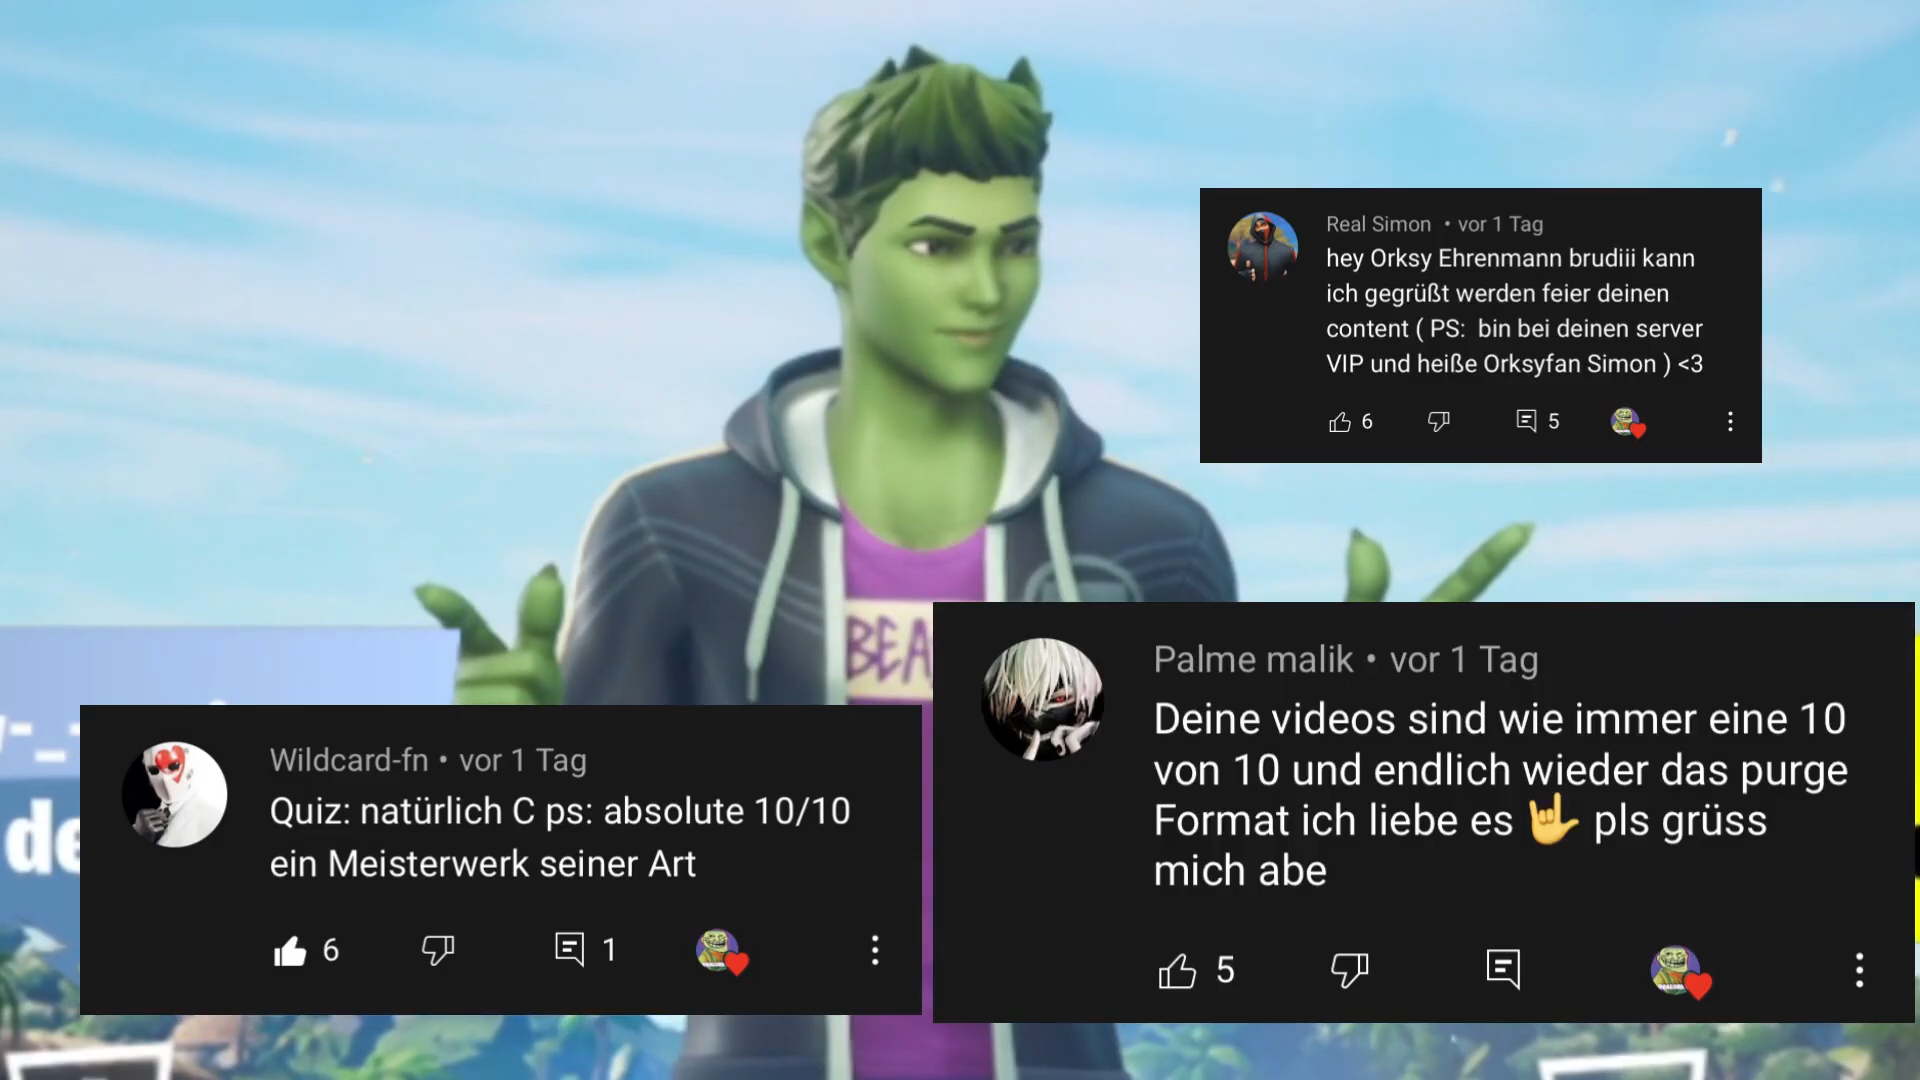 Real Simon • vor 1 Tag
hey Orksy Ehrenmann brudiii kann
ich gegrüßt werden feier deinen
content ( PS: bin bei deinen server
VIP und heiße Orksyfan Simon ) <3
6 5
BEA
Palme malik • vor 1 Tag
Deine videos sind wie immer eine 10
von 10 und endlich wieder das purge
Format ich liebe es 🤟 pls grüss
mich abe
5
de
Wildcard-fn • vor 1 Tag
Quiz: natürlich C ps: absolute 10/10
ein Meisterwerk seiner Art
6 1